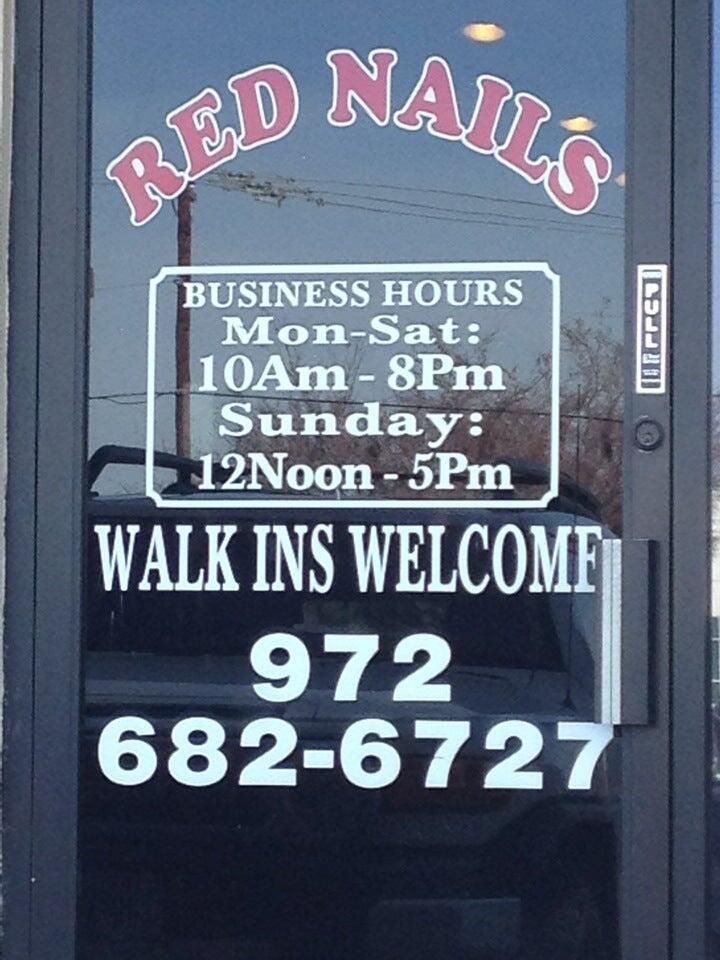 RED NAILS
BUSINESS HOURS
Mon-Sat:
10Am - 8Pm
Sunday:
12Noon - 5Pm
WALK INS WELCOME
972
682-6727
PULL